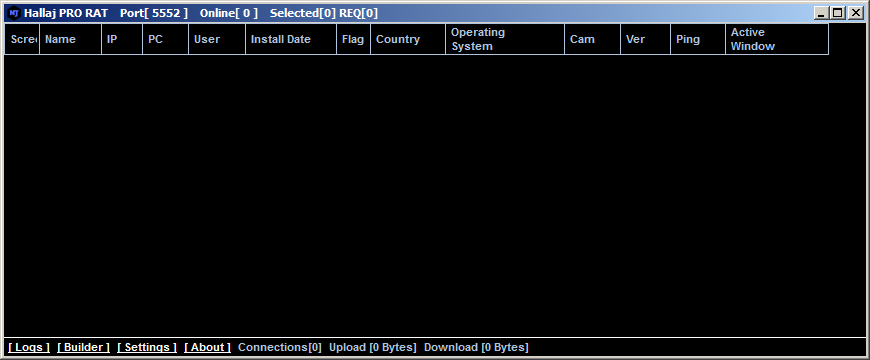 Hallaj PRO RAT Port[ 5552 ] Online[ 0 ] Selected[0] REQ[0]
Scree Name IP PC User Install Date Flag Country Operating System Cam Ver Ping Active Window
[ Logs ] [ Builder ] [ Settings ] [ About ] Connections[0] Upload [0 Bytes] Download [0 Bytes]